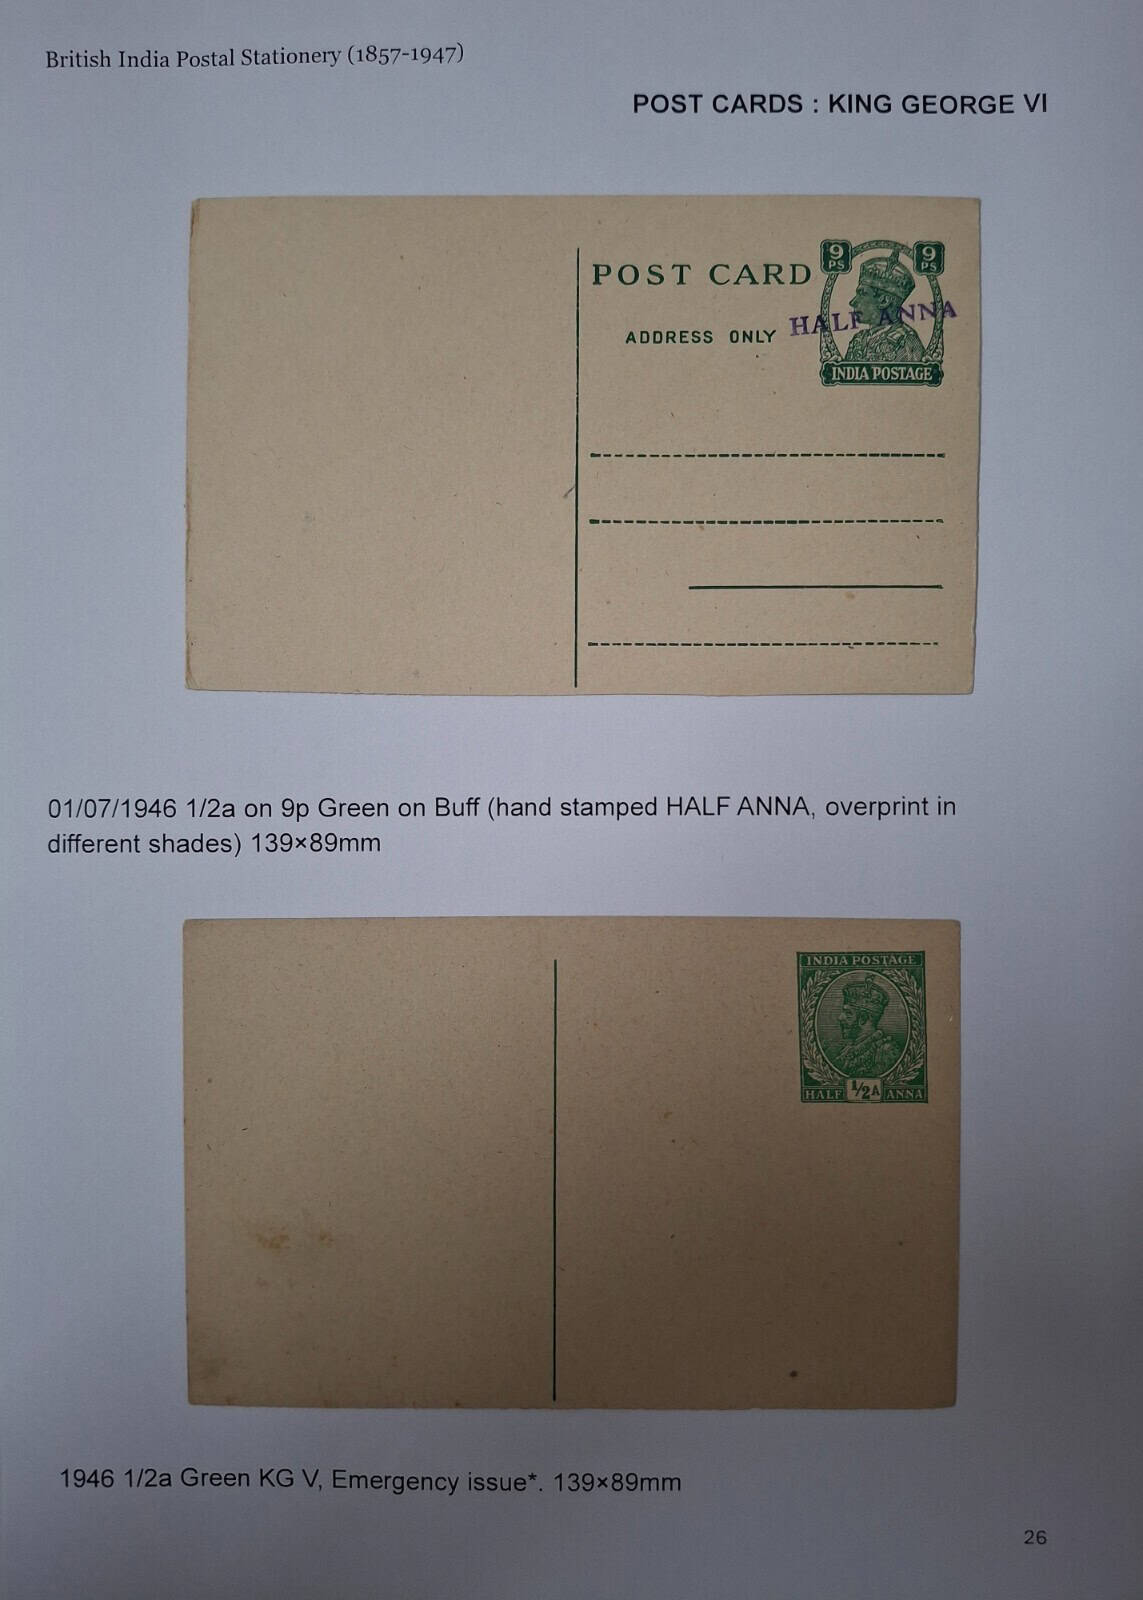 British India Postal Stationery (1857-1947)
POST CARDS : KING GEORGE VI
POST CARD
ADDRESS ONLY
9 PS
9 PS
HALF ANNA
INDIA POSTAGE
01/07/1946 1/2a on 9p Green on Buff (hand stamped HALF ANNA, overprint in
different shades) 139×89mm
INDIA POSTAGE
HALF ½A ANNA
1946 1/2a Green KG V, Emergency issue*. 139×89mm
26